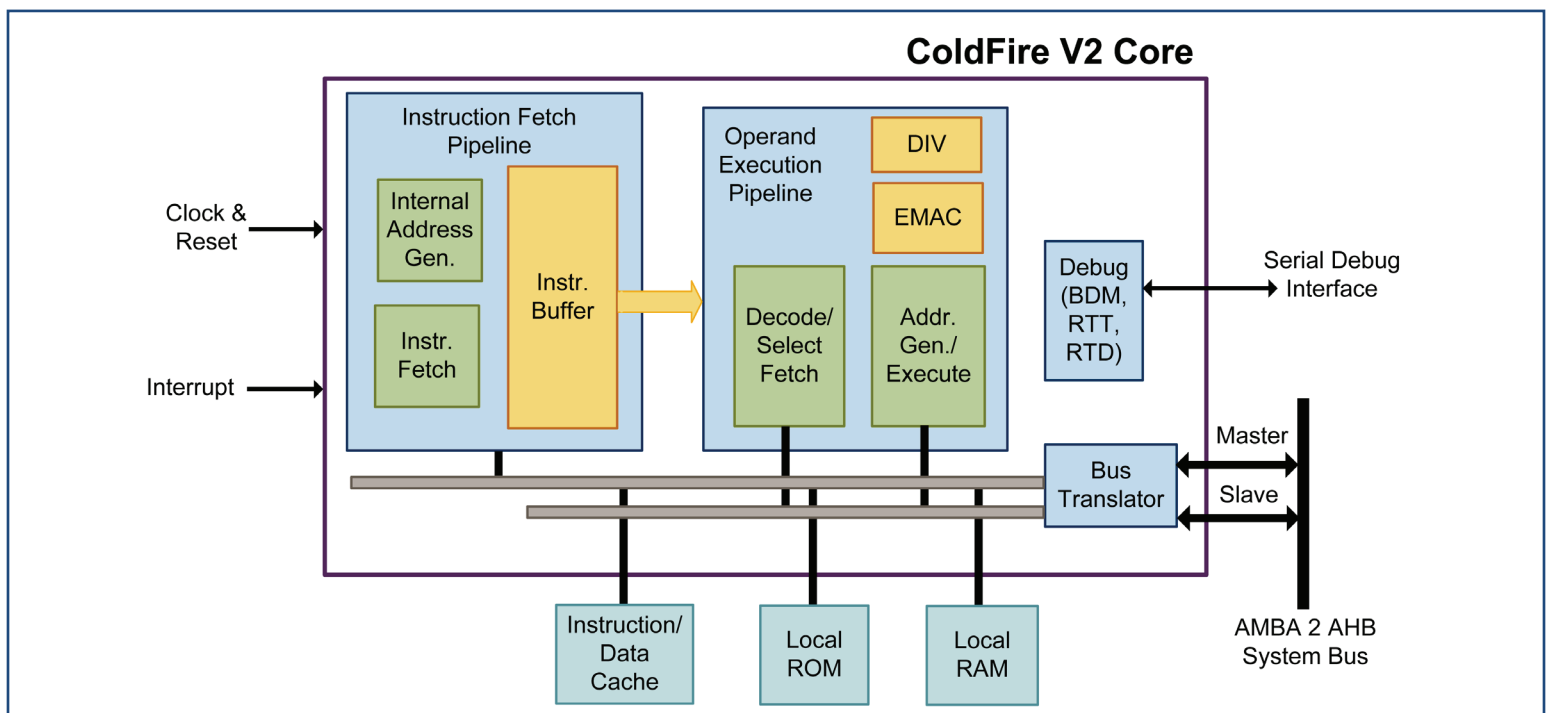 ColdFire V2 Core
Instruction Fetch
Pipeline
Internal
Address
Gen.
Instr.
Fetch
Instr.
Buffer
Operand
Execution
Pipeline
DIV
EMAC
Decode/
Select
Fetch
Addr.
Gen./
Execute
Clock &
Reset
Interrupt
Debug
(BDM,
RTT,
RTD)
Serial Debug
Interface
Bus
Translator
Master
Slave
Instruction/
Data
Cache
Local
ROM
Local
RAM
AMBA 2 AHB
System Bus